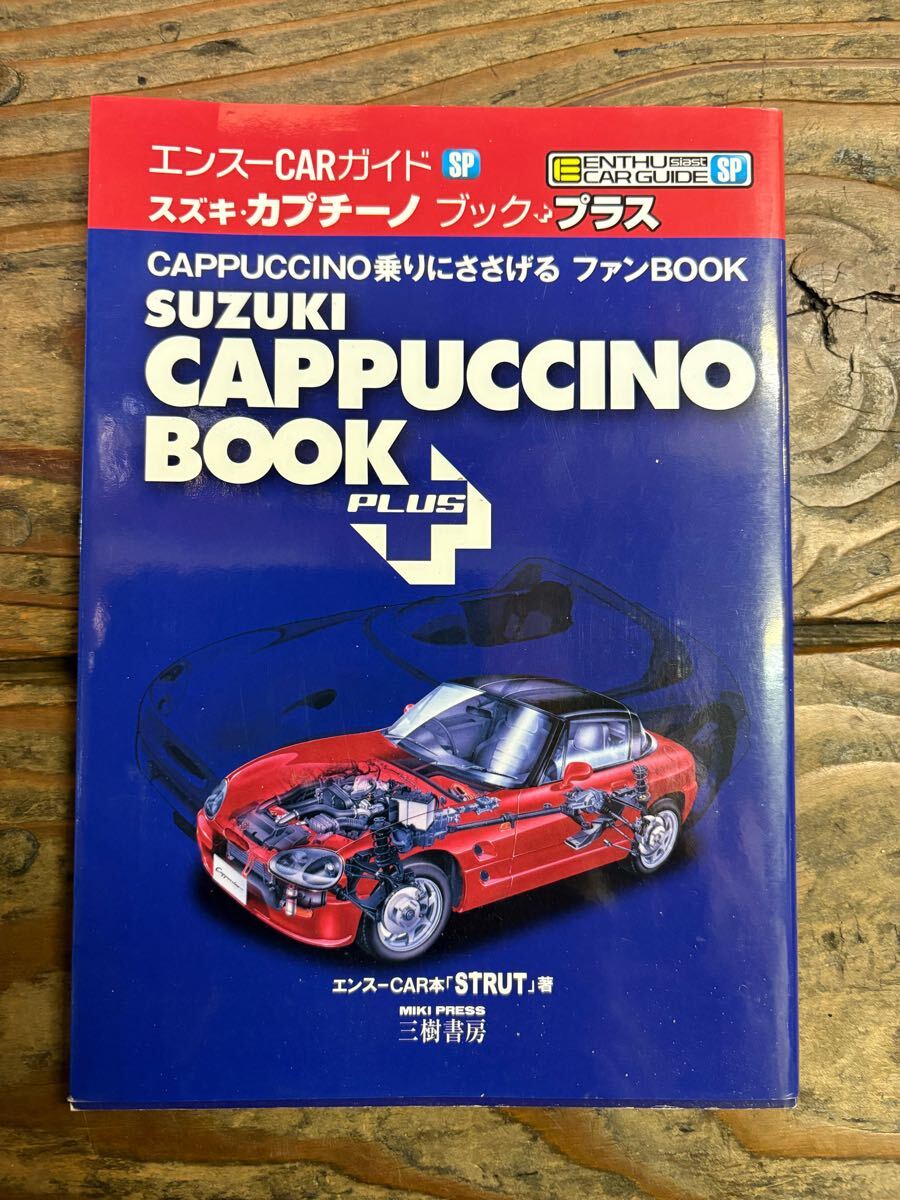 エンスーCARガイド SP
ENTHUsiast CAR GUIDE SP
スズキ・カプチーノ ブック+プラス
CAPPUCCINO乗りにささげる ファンBOOK
SUZUKI
CAPPUCCINO
BOOK
PLUS
Cappuccino
エンスーCAR本「STRUT」著
MIKI PRESS
三樹書房